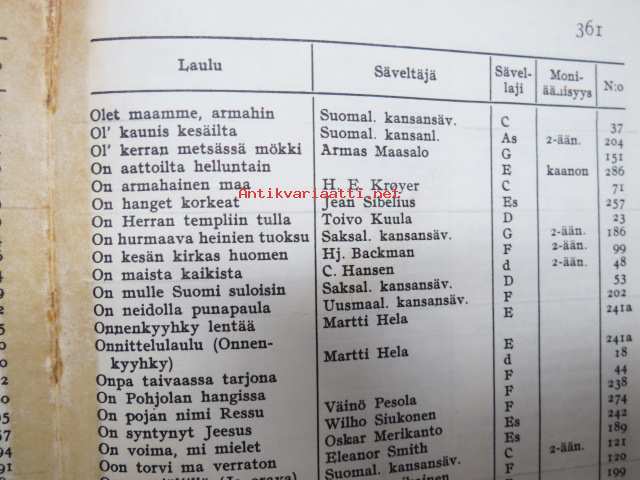 361
Laulu Säveltäjä Sävel- Moni- N:o
laji ää..isyys
Olet maamme, armahin Suomal. kansansäv. C 37
Ol' kaunis kesäilta Suomal. kansanl. As 2-ään. 204
Ol' kerran metsässä mökki Armas Maasalo G 151
On aattoilta helluntain E kaanon 286
On armahainen maa H. E. Krøyer C 71
Antikvariaatti.net
On hanget korkeat Jean Sibelius Es 257
On Herran templiin tulla Toivo Kuula D 23
On hurmaava heinien tuoksu Saksal. kansansäv. G 2-ään. 186
On kesän kirkas huomen Hj. Backman F 2-ään. 99
On maista kaikista C. Hansen d 2-ään. 48
On mulle Suomi suloisin Saksal. kansansäv. D 53
On neidolla punapaula Uusmaal. kansansäv. F 202
Onnenkyyhky lentää Martti Hela E 241a
Onnittelulaulu (Onnen-
kyyhky) Martti Hela E 241a
Onpa taivaassa tarjona d 18
On Pohjolan hangissa F 44
On pojan nimi Ressu Väinö Pesola F 238
On syntynyt Jeesus Wilho Siukonen F 274
On voima, mi mielet Oskar Merikanto Es 242
Oon torvi ma verraton Eleanor Smith Es 189
Suomal. kansansäv. C 2-ään. 121
F 120
199